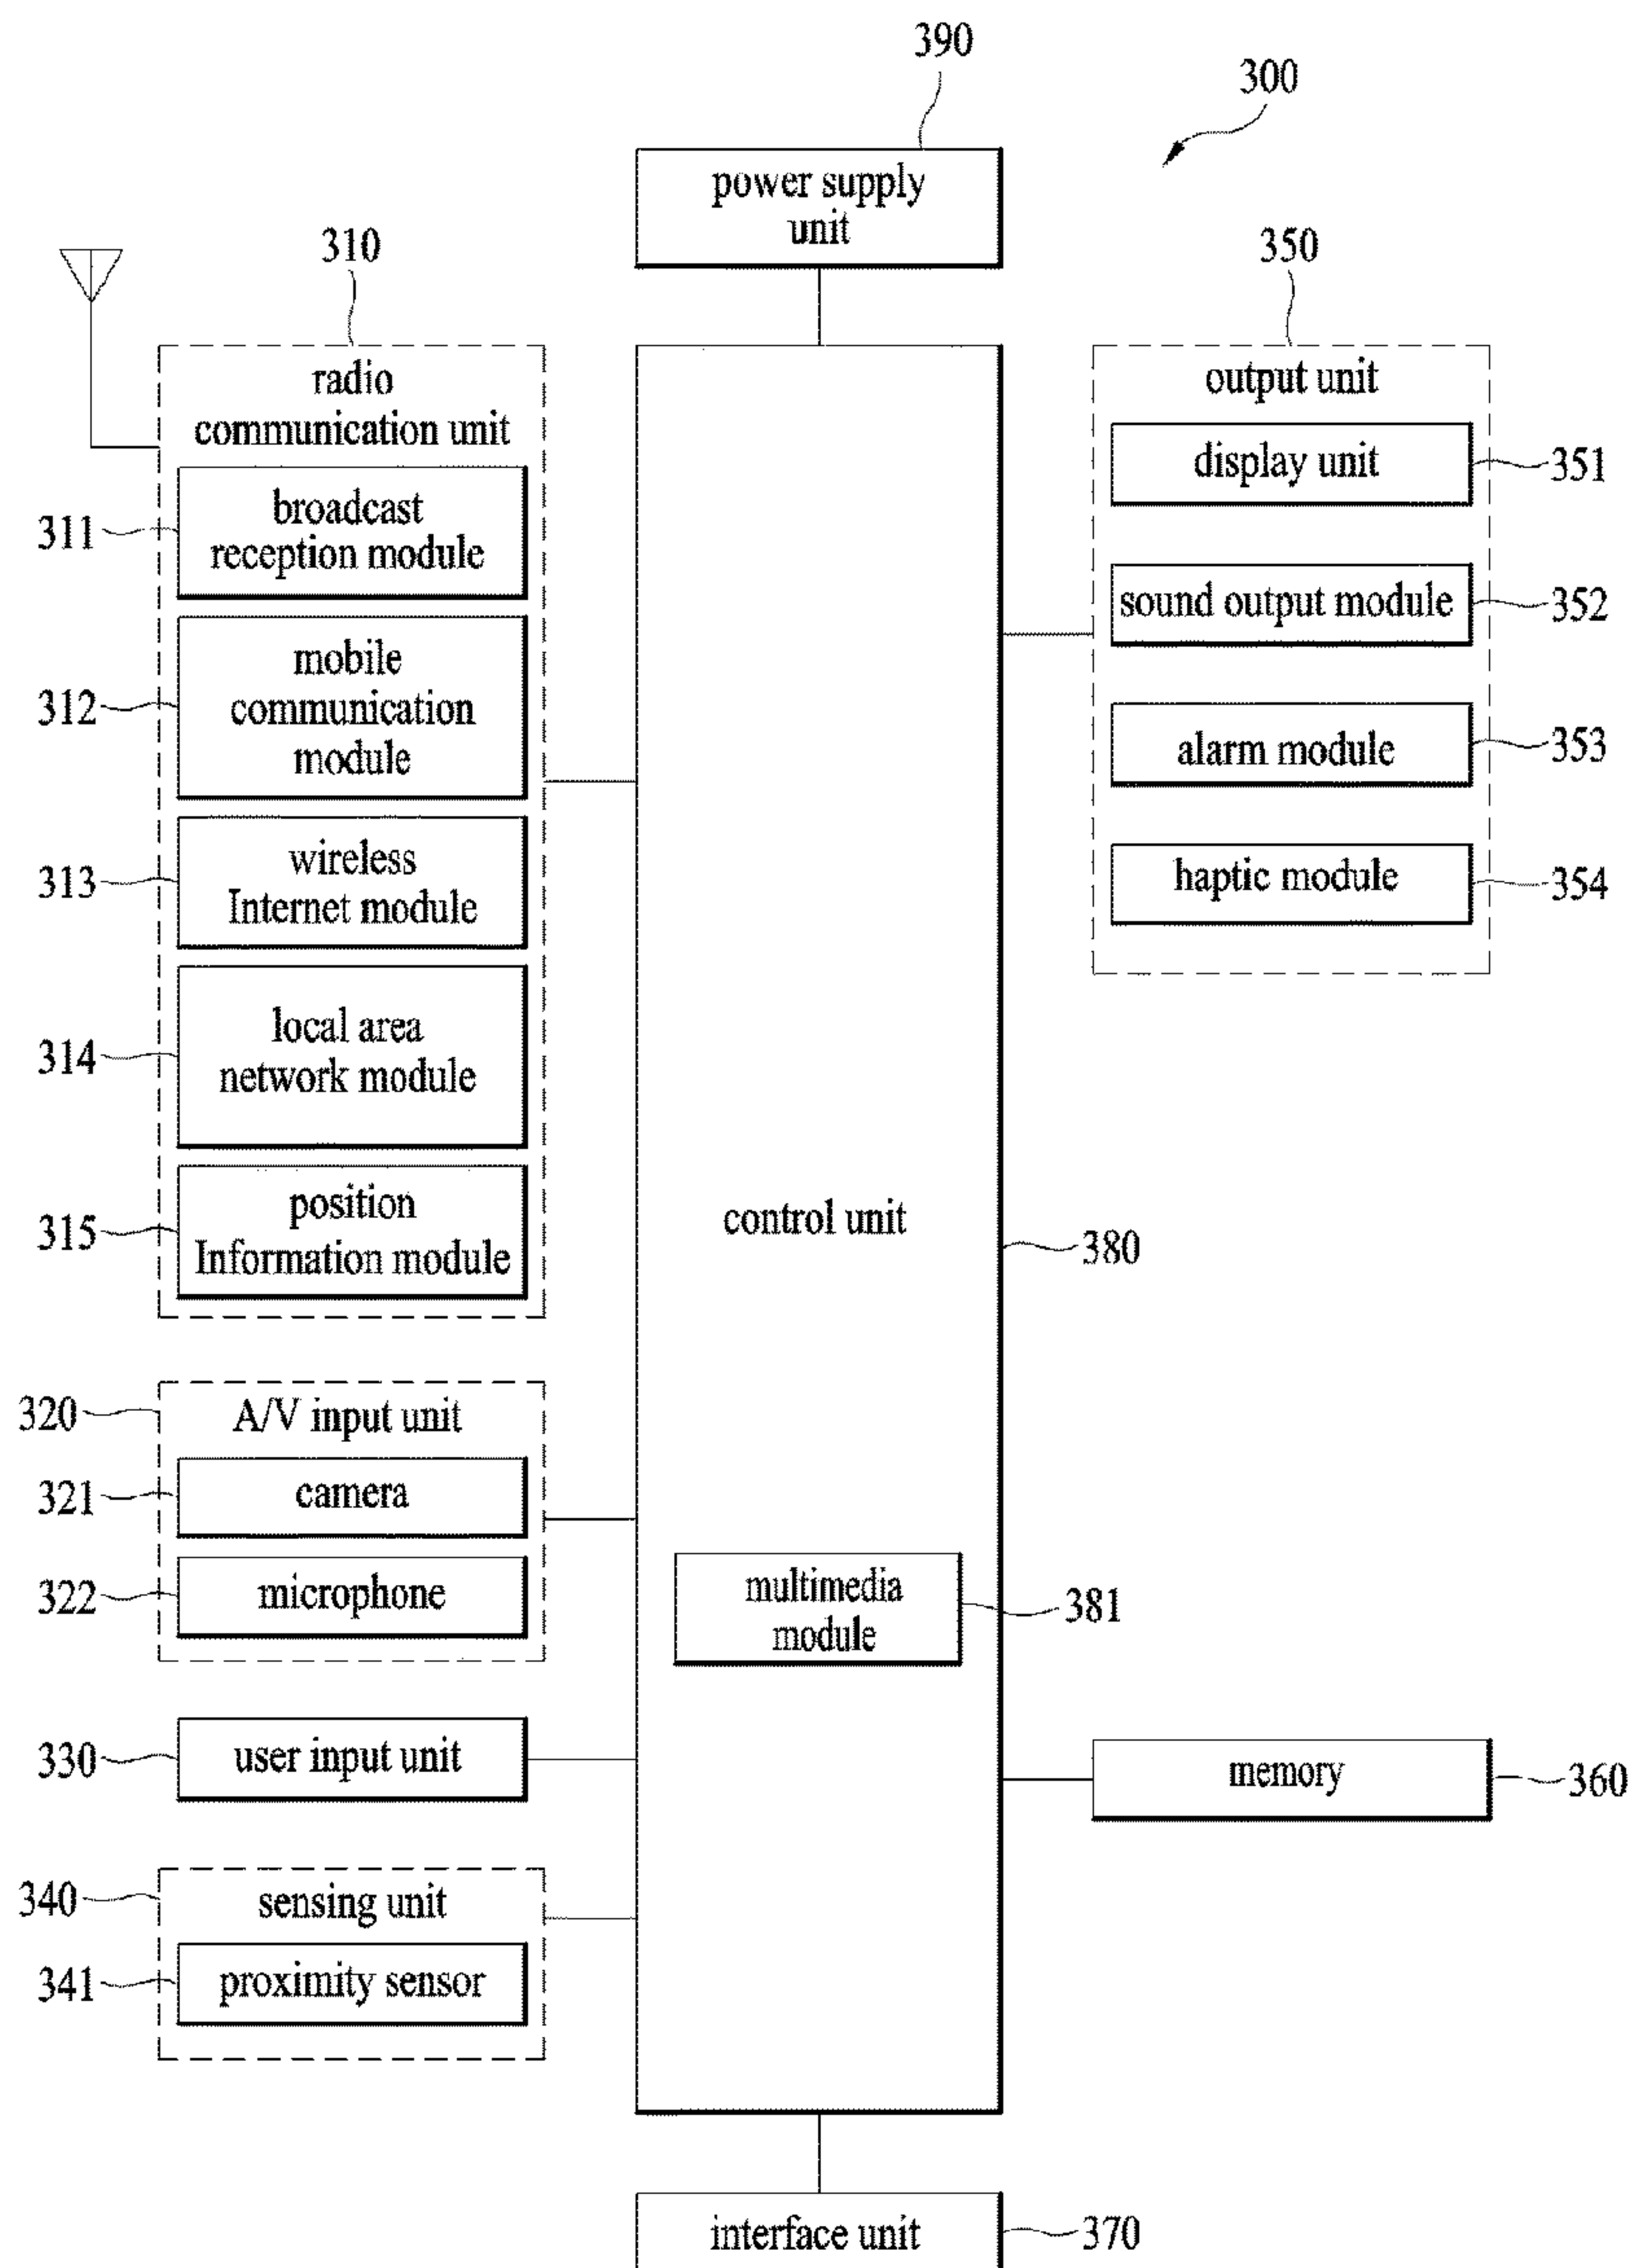 390
300
power supply
unit
310
350
radio
communication unit
output unit
311
broadcast
reception module
display unit
351
312
mobile
communication
module
sound output module
352
alarm module
353
313
wireless
Internet module
haptic module
354
314
local area
network module
315
position
Information module
control unit
380
320
A/V input unit
321
camera
322
microphone
multimedia
module
381
330
user input unit
memory
360
340
sensing unit
341
proximity sensor
interface unit
370